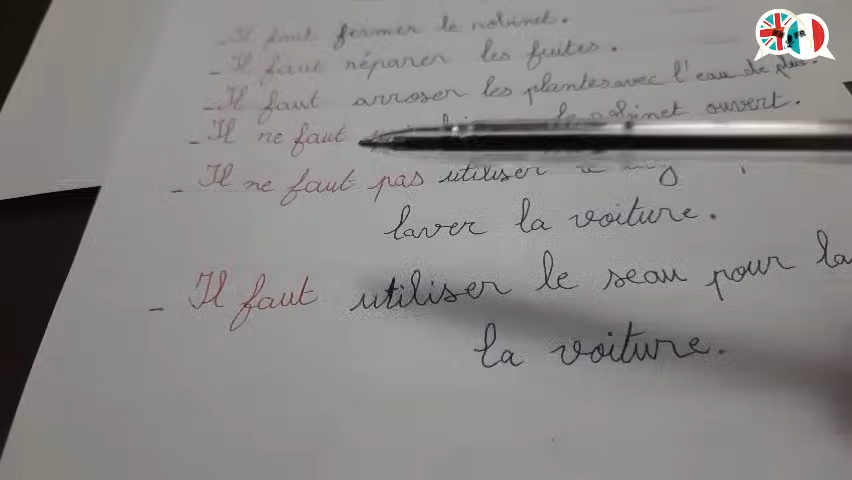 - Il faut fermer le robinet.
- Il faut réparer les fuites.
- Il faut arroser les plantes avec l'eau de pluie.
- Il ne faut ouvert.
- Il ne faut pas utiliser
laver la voiture.
- Il faut utiliser le seau pour la
la voiture.